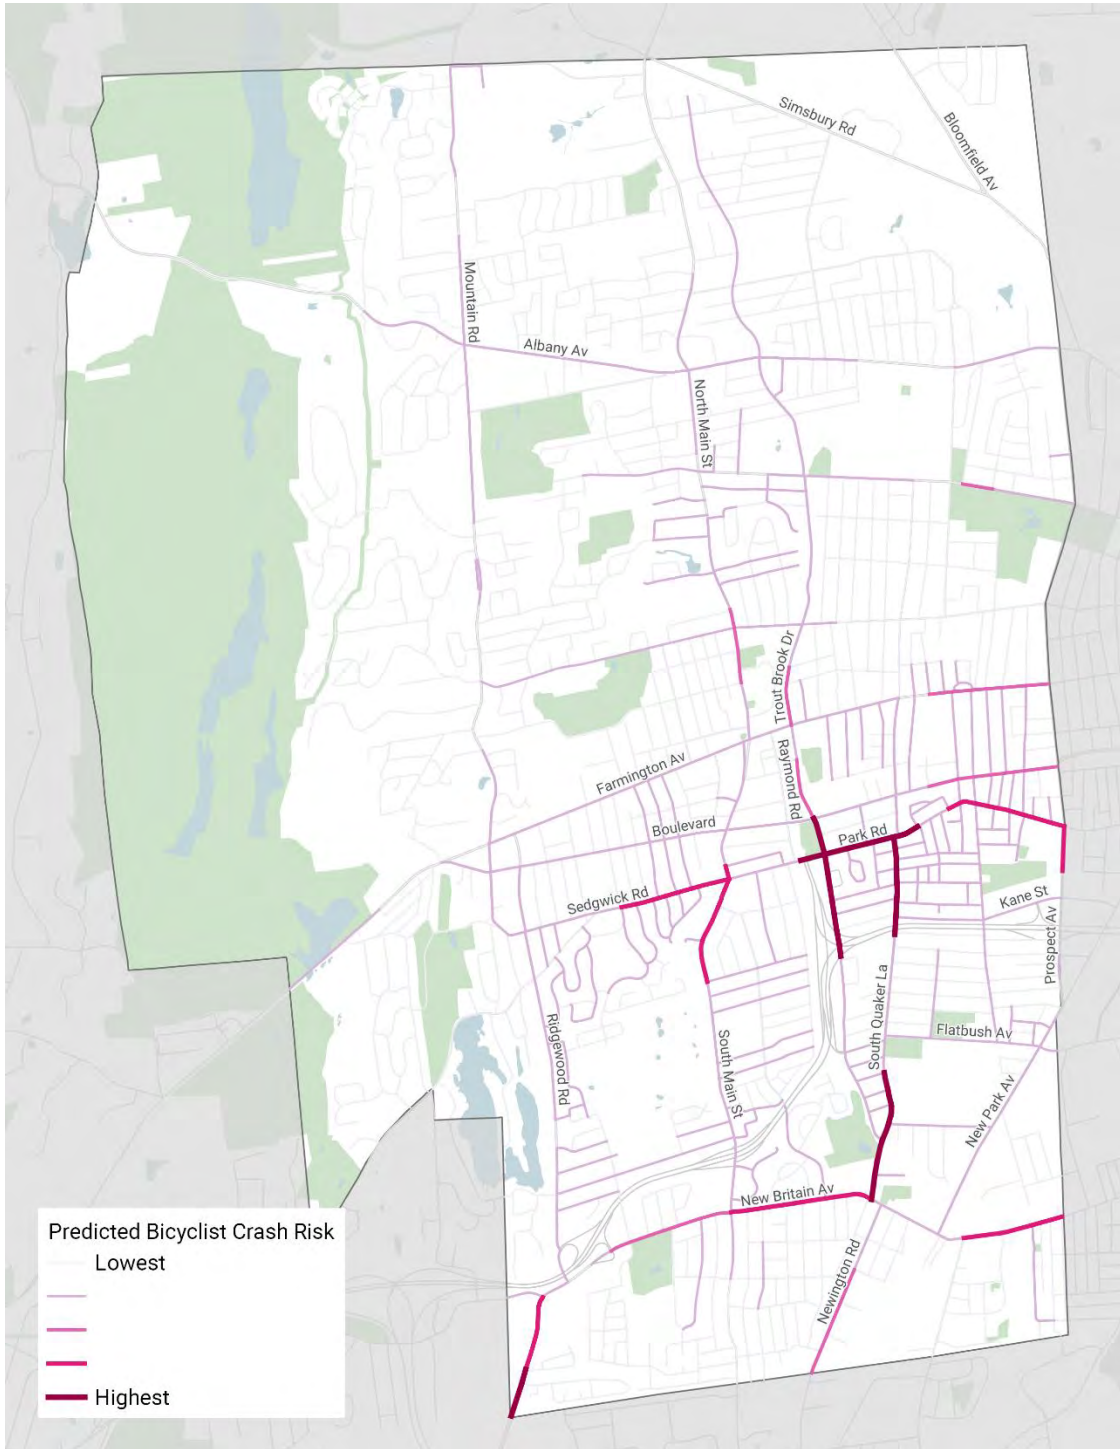 Simsbury Rd
Bloomfield Av
Mountain Rd
Albany Av
North Main St
Trout Brook Dr
Raymond Rd
Farmington Av
Boulevard
Park Rd
Sedgwick Rd
Kane St
Prospect Av
South Quaker La
Ridgewood Rd
South Main St
Flatbush Av
New Park Av
New Britain Av
Newington Rd
Predicted Bicyclist Crash Risk
Lowest
Highest